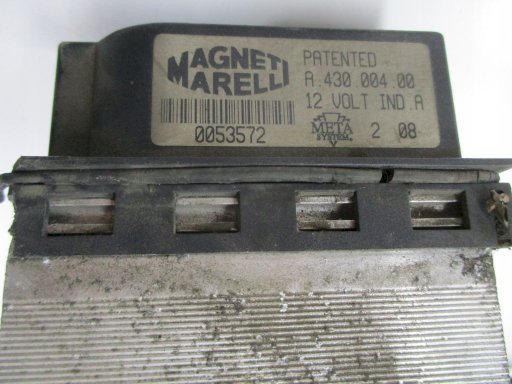 MAGNETI
MARELLI
PATENTED
A.430.004.00
12 VOLT IND.A
0053572
META
SYSTEM
2 08